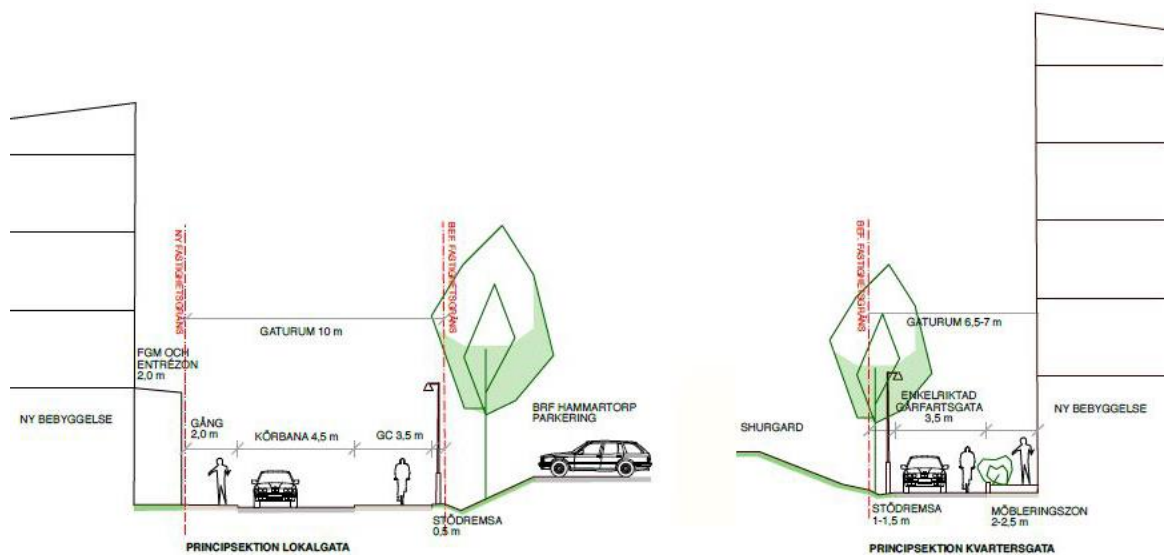 NY FASTIGHETSGRÄNS
BEF. FASTIGHETSGRÄNS
GATURUM 10 m
FGM OCH
ENTRÉZON
2,0 m
NY BEBYGGELSE
GÅNG
2,0 m
KÖRBANA 4,5 m
GC 3,5 m
BRF HAMMARTORP
PARKERING
STÖDREMSA
0,5 m
PRINCIPSEKTION LOKALGATA
BEF. FASTIGHETSGRÄNS
GATURUM 6,5-7 m
ENKELRIKTAD
GÅRFARTSGATA
3,5 m
NY BEBYGGELSE
SHURGARD
STÖDREMSA
1-1,5 m
MÖBLERINGSZON
2-2,5 m
PRINCIPSEKTION KVARTERSGATA